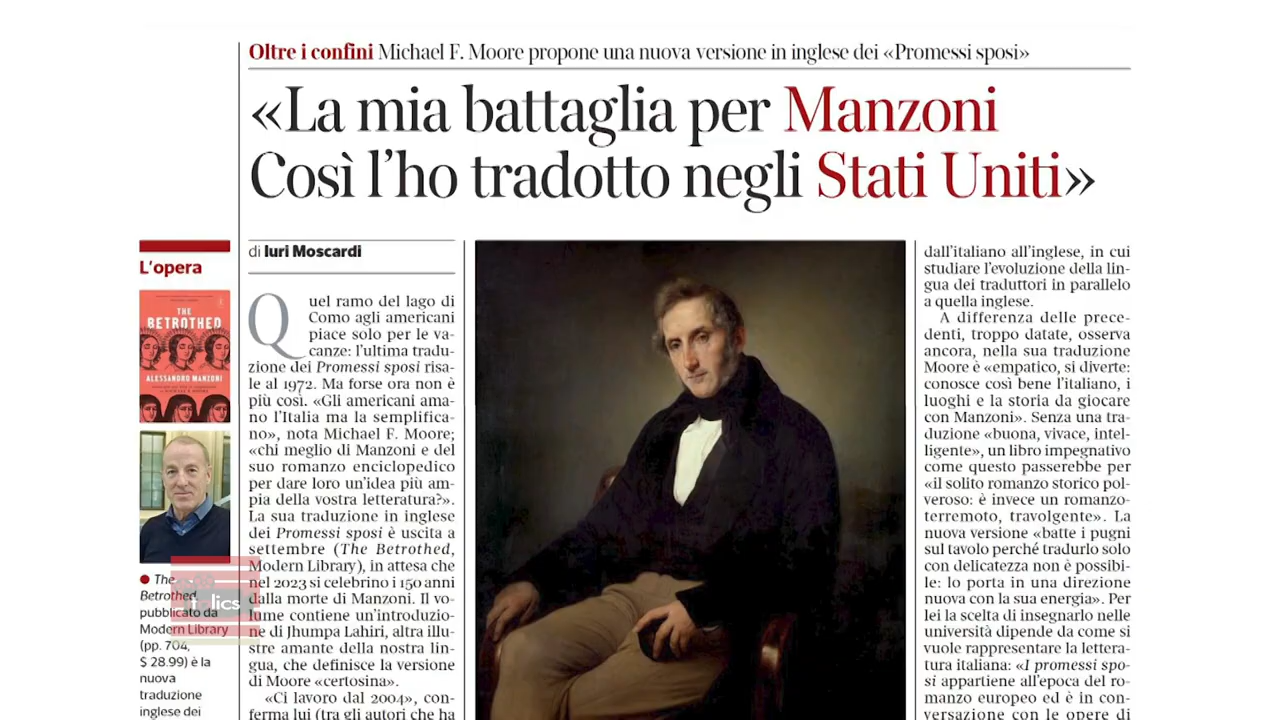 Oltre i confini Michael F. Moore propone una nuova versione in inglese dei «Promessi sposi»
«La mia battaglia per Manzoni
Così l'ho tradotto negli Stati Uniti»
L'opera
THE
BETROTHED
ALESSANDRO MANZONI
● The
Betrothed,
pubblicato da
Modern Library
(pp. 704,
$ 28.99) è la
nuova
traduzione
inglese dei
italics
di Iuri Moscardi
Quel ramo del lago di
Como agli americani
piace solo per le va-
canze: l'ultima tradu-
zione dei Promessi sposi risa-
le al 1972. Ma forse ora non è
più così. «Gli americani ama-
no l'Italia ma la semplifica-
no», nota Michael F. Moore;
«chi meglio di Manzoni e del
suo romanzo enciclopedico
per dare loro un'idea più am-
pia della vostra letteratura?».
La sua traduzione in inglese
dei Promessi sposi è uscita a
settembre (The Betrothed,
Modern Library), in attesa che
nel 2023 si celebrino i 150 anni
dalla morte di Manzoni. Il vo-
lume contiene un'introduzio-
ne di Jhumpa Lahiri, altra illu-
stre amante della nostra lin-
gua, che definisce la versione
di Moore «certosina».
«Ci lavoro dal 2004», con-
ferma lui (tra gli autori che ha
dall'italiano all'inglese, in cui
studiare l'evoluzione della lin-
gua dei traduttori in parallelo
a quella inglese.
A differenza delle prece-
denti, troppo datate, osserva
ancora, nella sua traduzione
Moore è «empatico, si diverte:
conosce così bene l'italiano, i
luoghi e la storia da giocare
con Manzoni». Senza una tra-
duzione «buona, vivace, intel-
ligente», un libro impegnativo
come questo passerebbe per
«il solito romanzo storico pol-
veroso: è invece un romanzo-
terremoto, travolgente». La
nuova versione «batte i pugni
sul tavolo perché tradurlo solo
con delicatezza non è possibi-
le: lo porta in una direzione
nuova con la sua energia». Per
lei la scelta di insegnarlo nelle
università dipende da come si
vuole rappresentare la lettera-
tura italiana: «I promessi spo-
si appartiene all'epoca del ro-
manzo europeo ed è in con-
versazione con le opere di